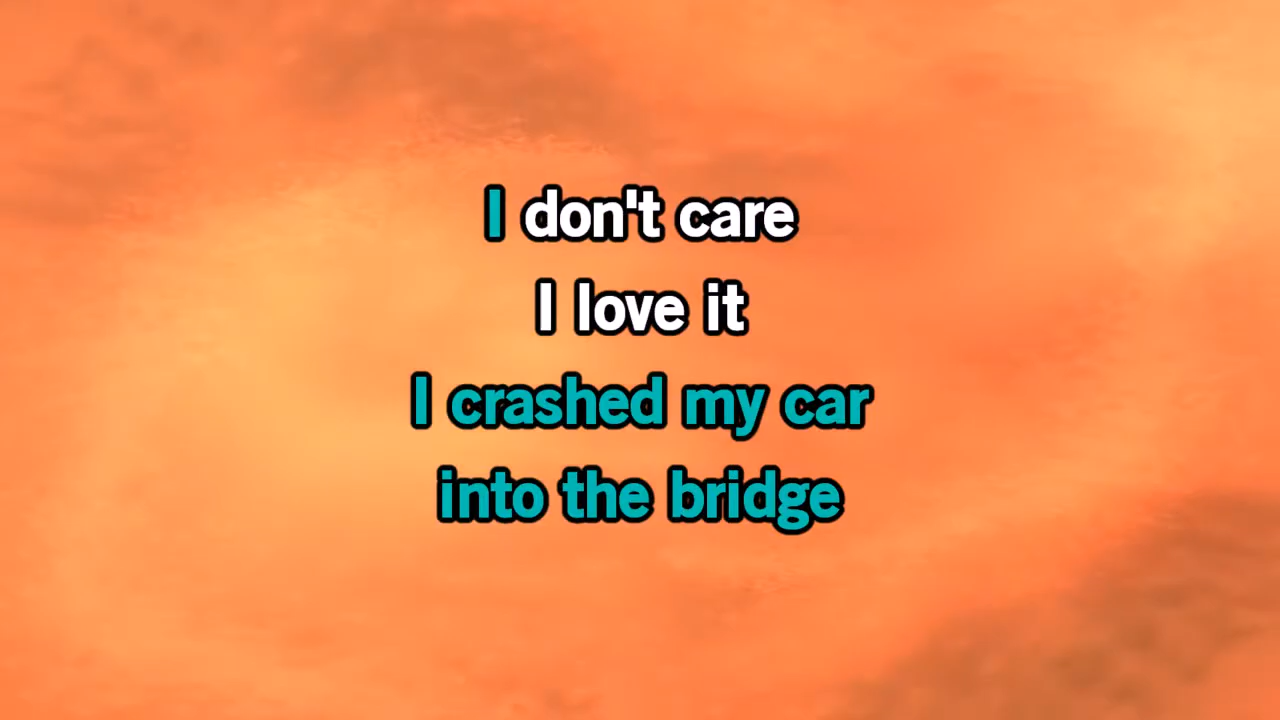 I don't care
I love it
I crashed my car
into the bridge